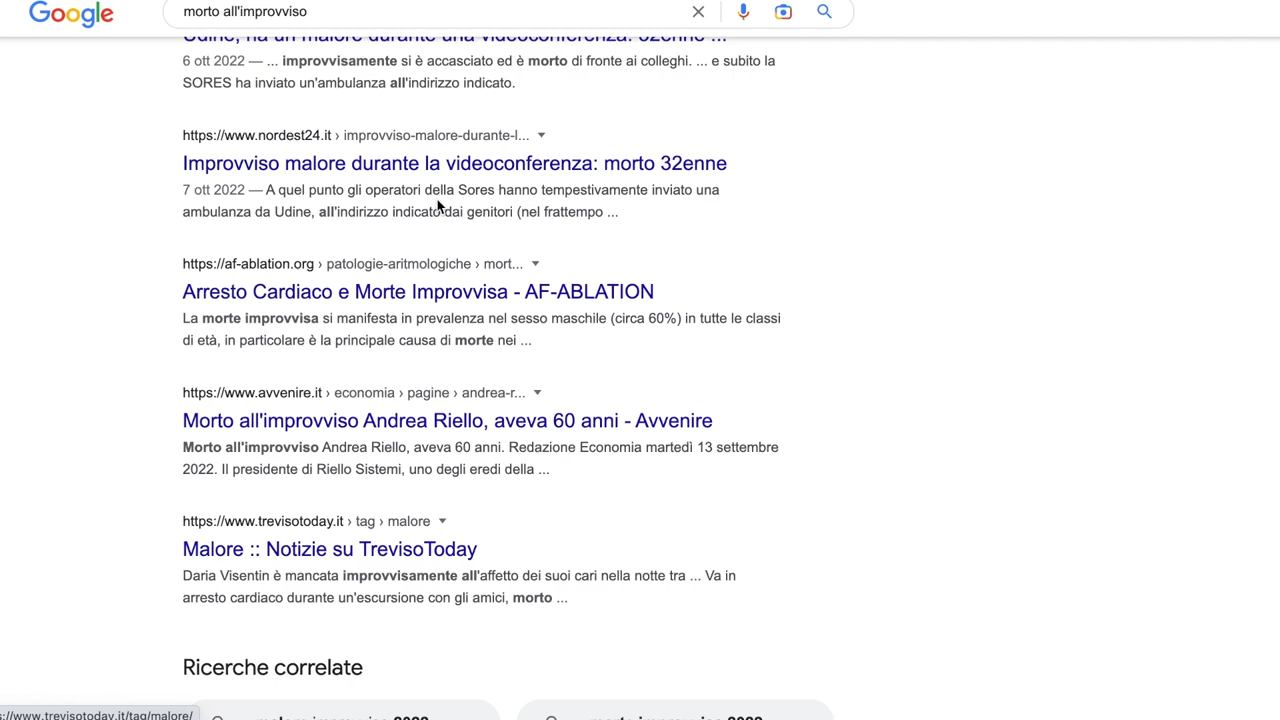 Google
morto all'improvviso
Udine, ha un malore durante una videoconferenza: 32enne ...
6 ott 2022 — ... improvvisamente si è accasciato ed è morto di fronte ai colleghi. ... e subito la
SORES ha inviato un'ambulanza all'indirizzo indicato.
https://www.nordest24.it › improvviso-malore-durante-l...
Improvviso malore durante la videoconferenza: morto 32enne
7 ott 2022 — A quel punto gli operatori della Sores hanno tempestivamente inviato una
ambulanza da Udine, all'indirizzo indicato dai genitori (nel frattempo ...
https://af-ablation.org › patologie-aritmologiche › mort...
Arresto Cardiaco e Morte Improvvisa - AF-ABLATION
La morte improvvisa si manifesta in prevalenza nel sesso maschile (circa 60%) in tutte le classi
di età, in particolare è la principale causa di morte nei ...
https://www.avvenire.it › economia › pagine › andrea-r...
Morto all'improvviso Andrea Riello, aveva 60 anni - Avvenire
Morto all'improvviso Andrea Riello, aveva 60 anni. Redazione Economia martedì 13 settembre
2022. Il presidente di Riello Sistemi, uno degli eredi della ...
https://www.trevisotoday.it › tag › malore
Malore :: Notizie su TrevisoToday
Daria Visentin è mancata improvvisamente all'affetto dei suoi cari nella notte tra ... Va in
arresto cardiaco durante un'escursione con gli amici, morto ...
Ricerche correlate
s://www.trevisotoday.it/tag/malore/